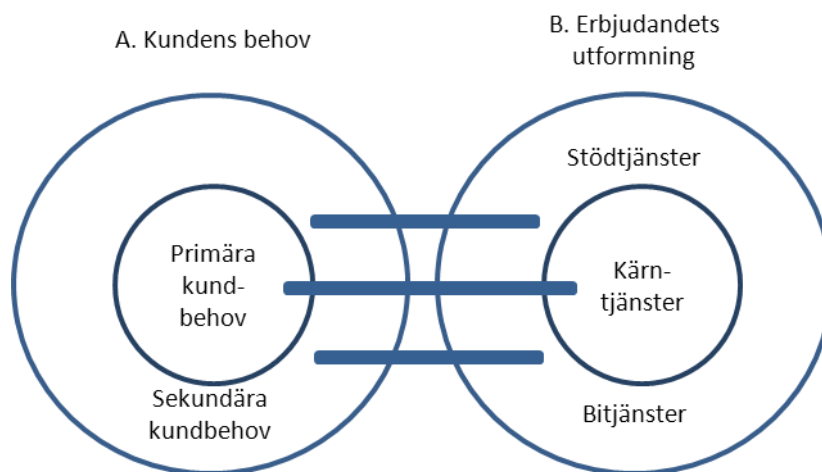 A. Kundens behov
B. Erbjudandets
utformning
Primära
kund-
behov
Sekundära
kundbehov
Stödtjänster
Kärn-
tjänster
Bitjänster